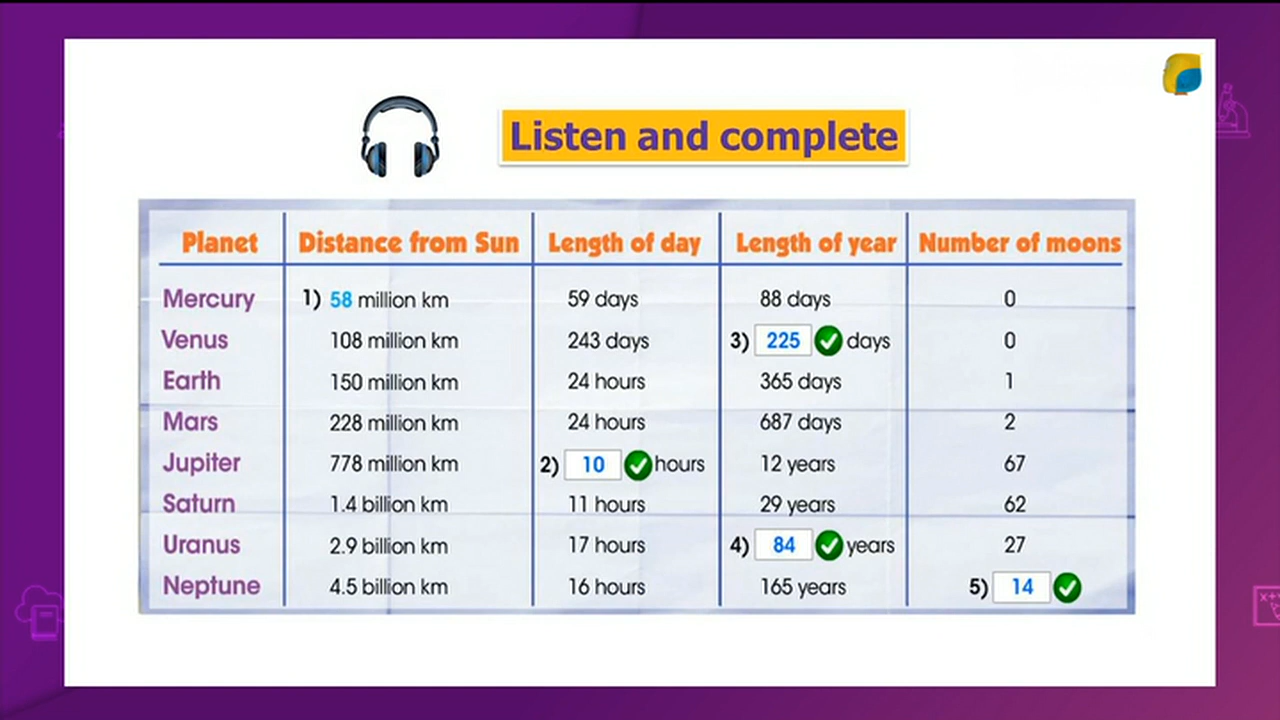 Listen and complete
Planet Distance from Sun Length of day Length of year Number of moons
Mercury 1) 58 million km 59 days 88 days 0
Venus 108 million km 243 days 3) 225 days 0
Earth 150 million km 24 hours 365 days 1
Mars 228 million km 24 hours 687 days 2
Jupiter 778 million km 2) 10 hours 12 years 67
Saturn 1.4 billion km 11 hours 29 years 62
Uranus 2.9 billion km 17 hours 4) 84 years 27
Neptune 4.5 billion km 16 hours 165 years 5) 14